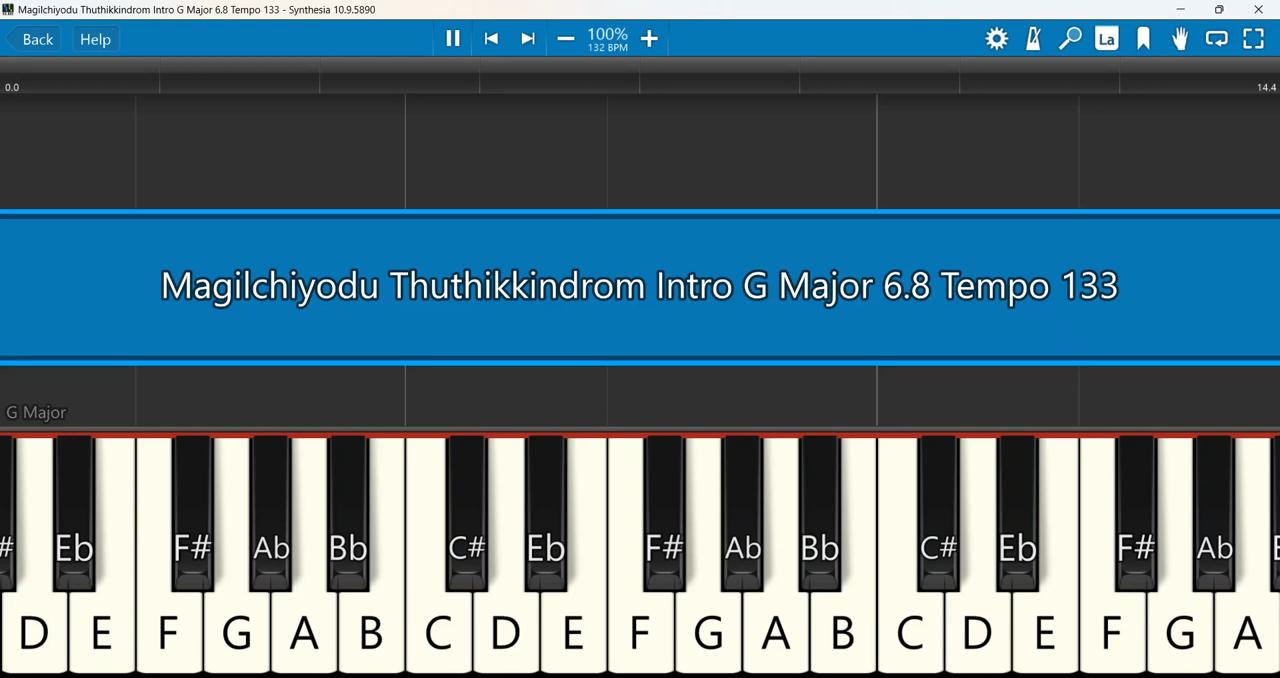 Magilchiyodu Thuthikkindrom Intro G Major 6.8 Tempo 133 - Synthesia 10.9.5890
Back Help 100% La
132 BPM
0.0 14.4
Magilchiyodu Thuthikkindrom Intro G Major 6.8 Tempo 133
G Major
# Eb F# Ab Bb C# Eb F# Ab Bb C# Eb F# Ab E
D E F G A B C D E F G A B C D E F G A